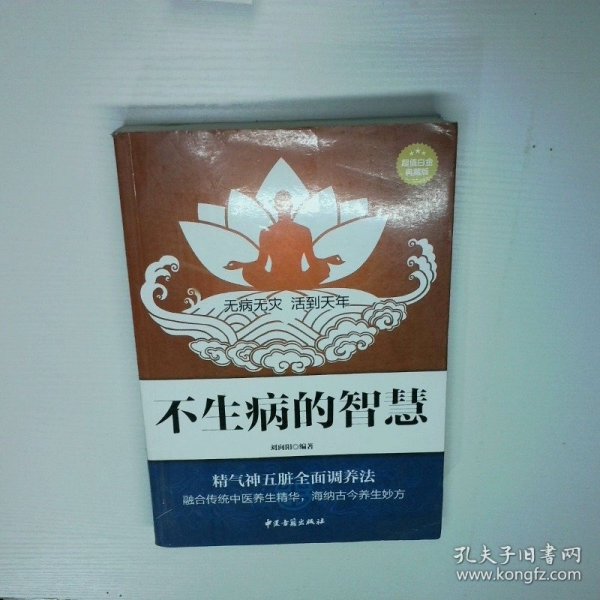 超值白金
典藏版
无病无灾 活到天年
不生病的智慧
刘向阳◎编著
精气神五脏全面调养法
融合传统中医养生精华，海纳古今养生妙方
中医古籍出版社
孔夫子旧书网
www.kongfz.com